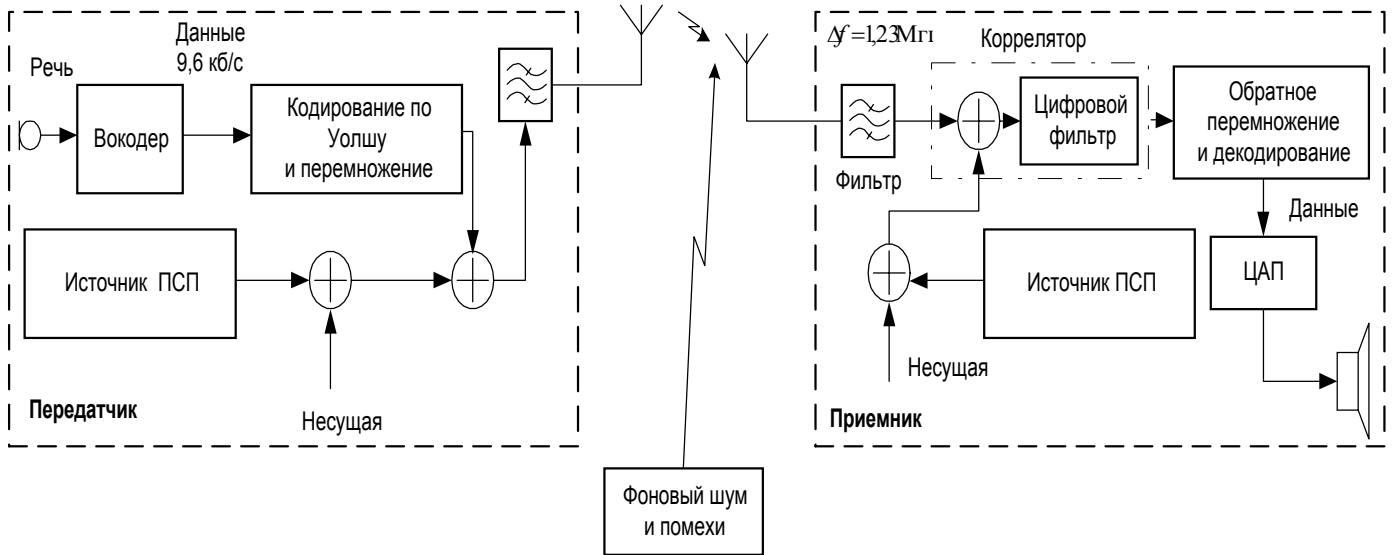 Речь
Данные
9,6 кб/с
Вокодер
Кодирование по
Уолшу
и перемножение
Источник ПСП
Несущая
Передатчик
Фоновый шум
и помехи
Δf =1,23Мгц
Коррелятор
Фильтр
Цифровой
фильтр
Обратное
перемножение
и декодирование
Данные
ЦАП
Источник ПСП
Несущая
Приемник